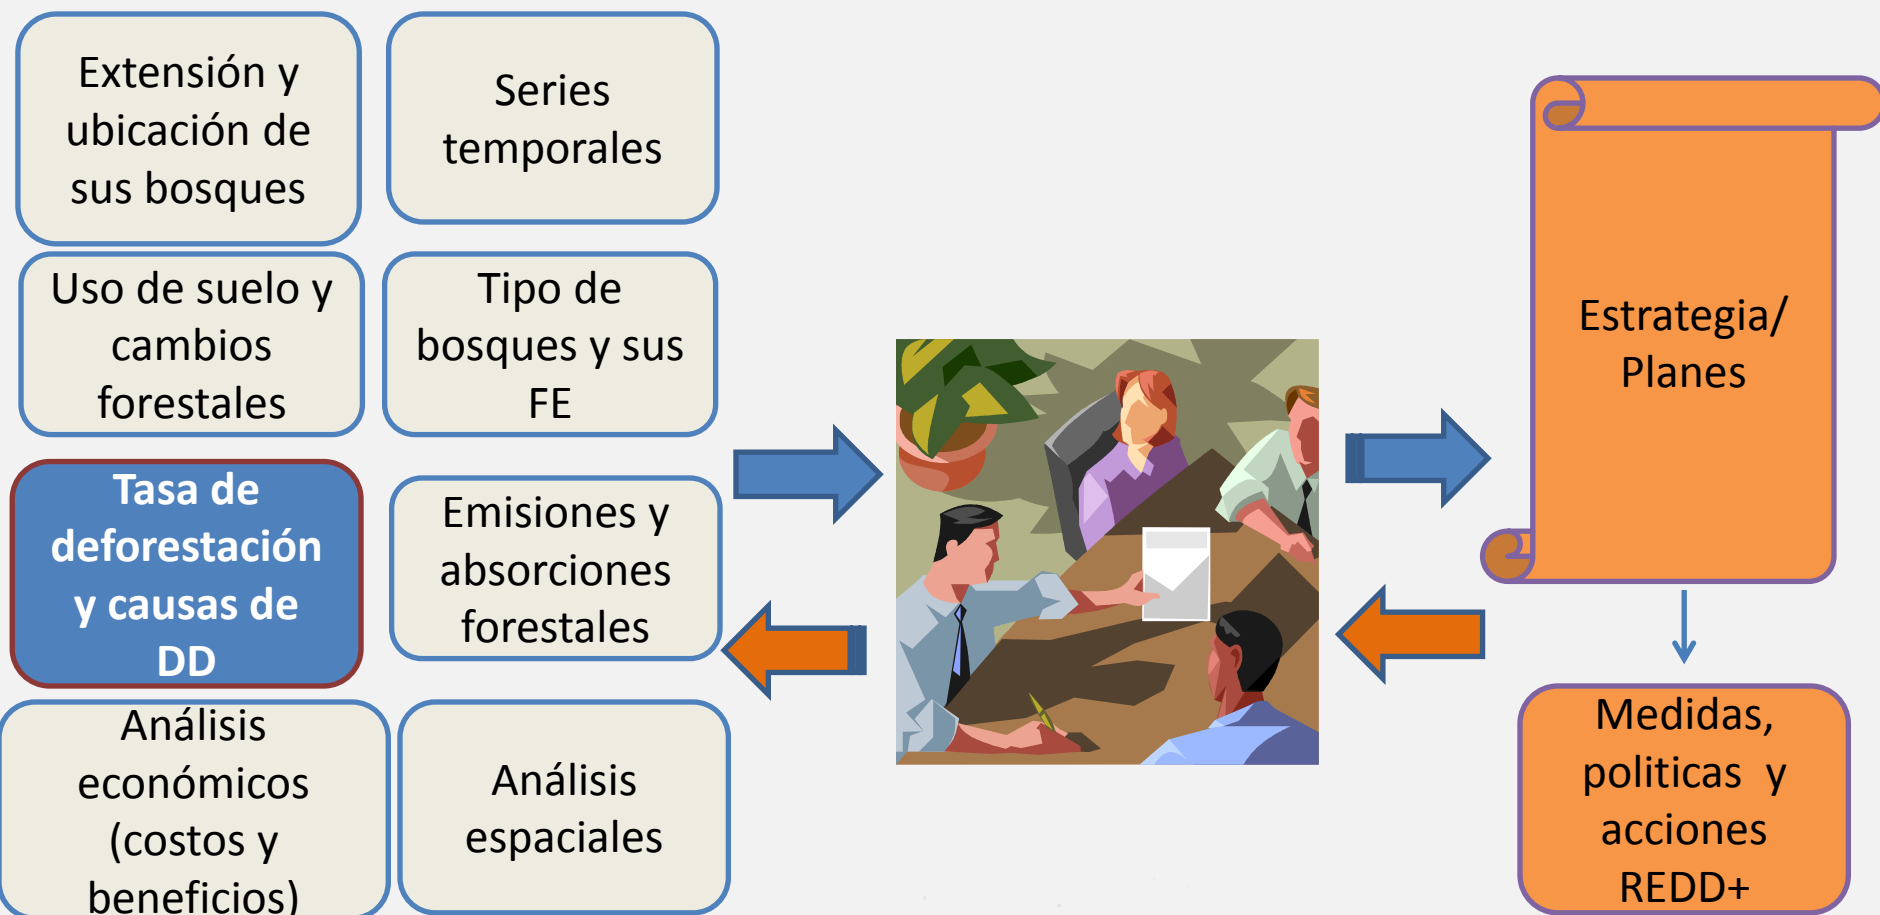 Extensión y
ubicación de
sus bosques
Series
temporales
Uso de suelo y
cambios
forestales
Tipo de
bosques y sus
FE
Tasa de
deforestación
y causas de
DD
Emisiones y
absorciones
forestales
Análisis
económicos
(costos y
beneficios)
Análisis
espaciales
Estrategia/
Planes
Medidas,
politicas y
acciones
REDD+